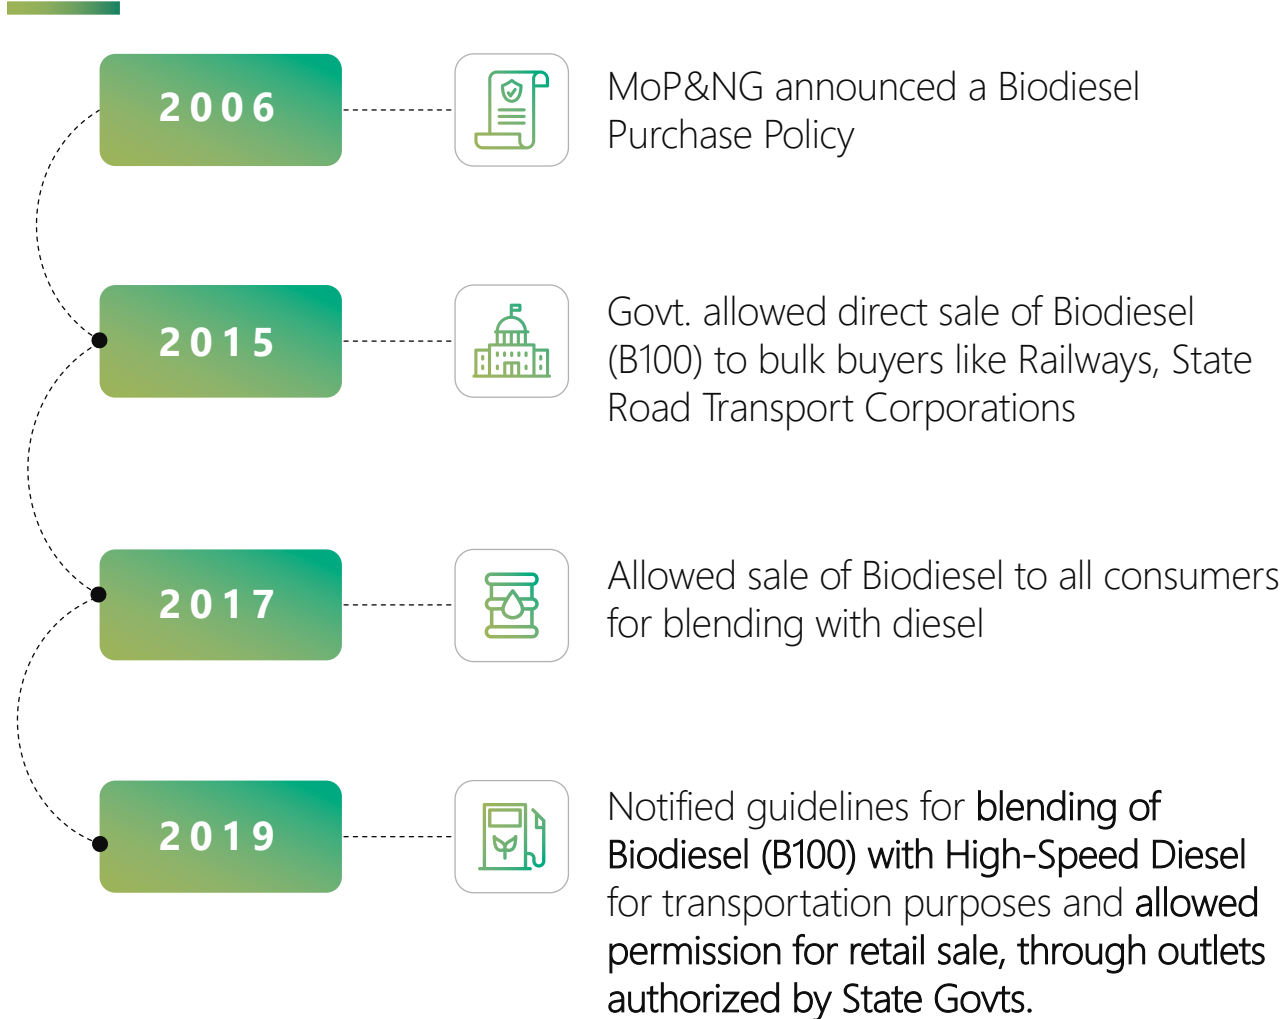 2006
MoP&NG announced a Biodiesel
Purchase Policy
2015
Govt. allowed direct sale of Biodiesel
(B100) to bulk buyers like Railways, State
Road Transport Corporations
2017
Allowed sale of Biodiesel to all consumers
for blending with diesel
2019
Notified guidelines for blending of
Biodiesel (B100) with High-Speed Diesel
for transportation purposes and allowed
permission for retail sale, through outlets
authorized by State Govts.